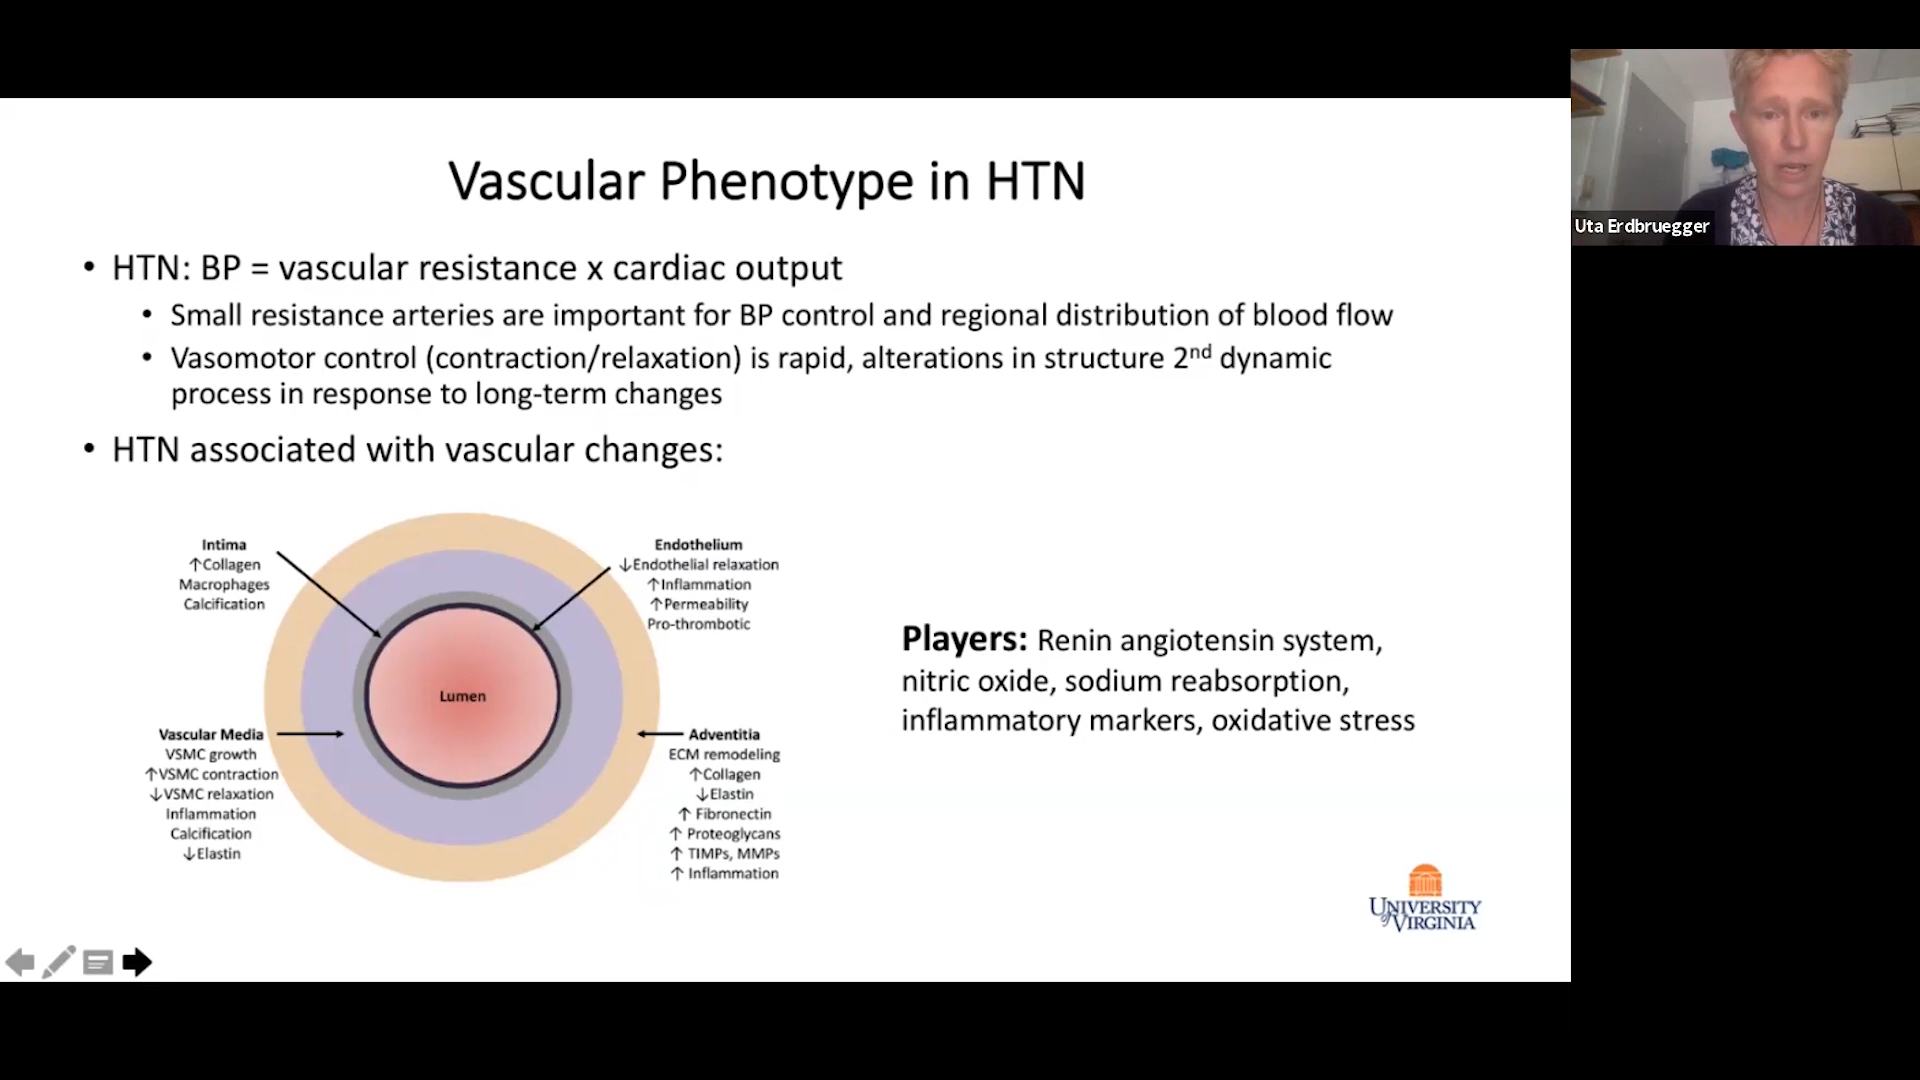 Vascular Phenotype in HTN
• HTN: BP = vascular resistance x cardiac output
• Small resistance arteries are important for BP control and regional distribution of blood flow
• Vasomotor control (contraction/relaxation) is rapid, alterations in structure 2nd dynamic
process in response to long-term changes
• HTN associated with vascular changes:
Intima
↑Collagen
Macrophages
Calcification
Endothelium
↓Endothelial relaxation
↑Inflammation
↑Permeability
Pro-thrombotic
Lumen
Vascular Media
VSMC growth
↑VSMC contraction
↓VSMC relaxation
Inflammation
Calcification
↓Elastin
Adventitia
ECM remodeling
↑Collagen
↓Elastin
↑ Fibronectin
↑ Proteoglycans
↑ TIMPs, MMPs
↑ Inflammation
Players: Renin angiotensin system,
nitric oxide, sodium reabsorption,
inflammatory markers, oxidative stress
UNIVERSITY
of VIRGINIA
Uta Erdbruegger